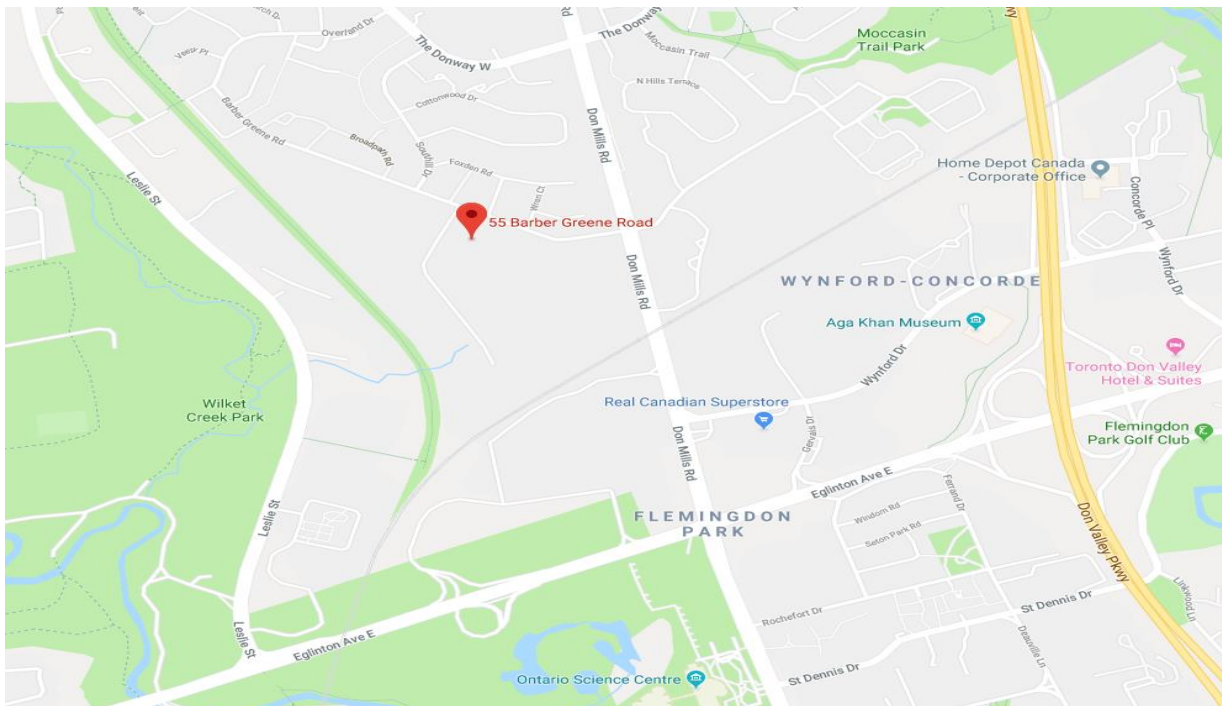 Overland Dr
The Donway W
Rd
The Donway
Moccasin Trail
Moccasin
Trail Park
N Hills Terrace
Cottonwood Dr
Barber Greene Rd
Broadpath Rd
Southill Dr
Foxden Rd
Don Mills Rd
Leslie St
Home Depot Canada
- Corporate Office
Concorde Pl
Wynford Dr
55 Barber Greene Road
Don Mills Rd
WYNFORD-CONCORDE
Aga Khan Museum
Wynford Dr
Toronto Don Valley
Hotel & Suites
Wilket
Creek Park
Real Canadian Superstore
Don Mills Rd
Gervais Dr
Flemingdon
Park Golf Club
Eglinton Ave E
Ferrand Dr
Leslie St
FLEMINGDON
PARK
Windom Rd
Seton Park Rd
Don Valley Pkwy
Linkwood Ln
St Dennis Dr
Rochefort Dr
Deauville Ln
Leslie St
Eglinton Ave E
Ontario Science Centre
St Dennis Dr